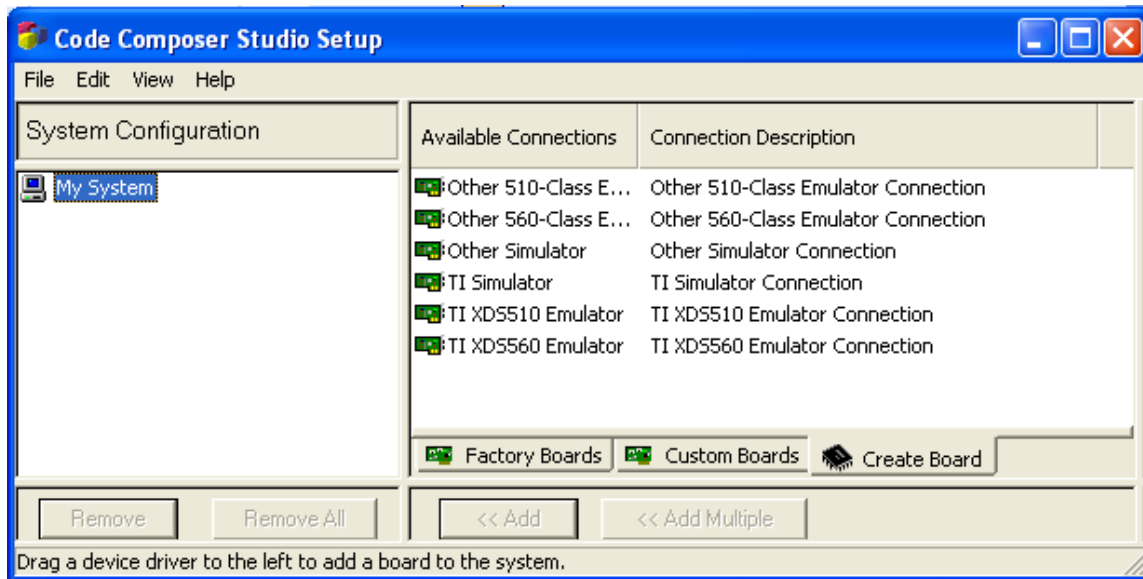 Code Composer Studio Setup
File Edit View Help
System Configuration
My System
Available Connections Connection Description
Other 510-Class E... Other 510-Class Emulator Connection
Other 560-Class E... Other 560-Class Emulator Connection
Other Simulator Other Simulator Connection
TI Simulator TI Simulator Connection
TI XDS510 Emulator TI XDS510 Emulator Connection
TI XDS560 Emulator TI XDS560 Emulator Connection
Factory Boards Custom Boards Create Board
Remove Remove All << Add << Add Multiple
Drag a device driver to the left to add a board to the system.